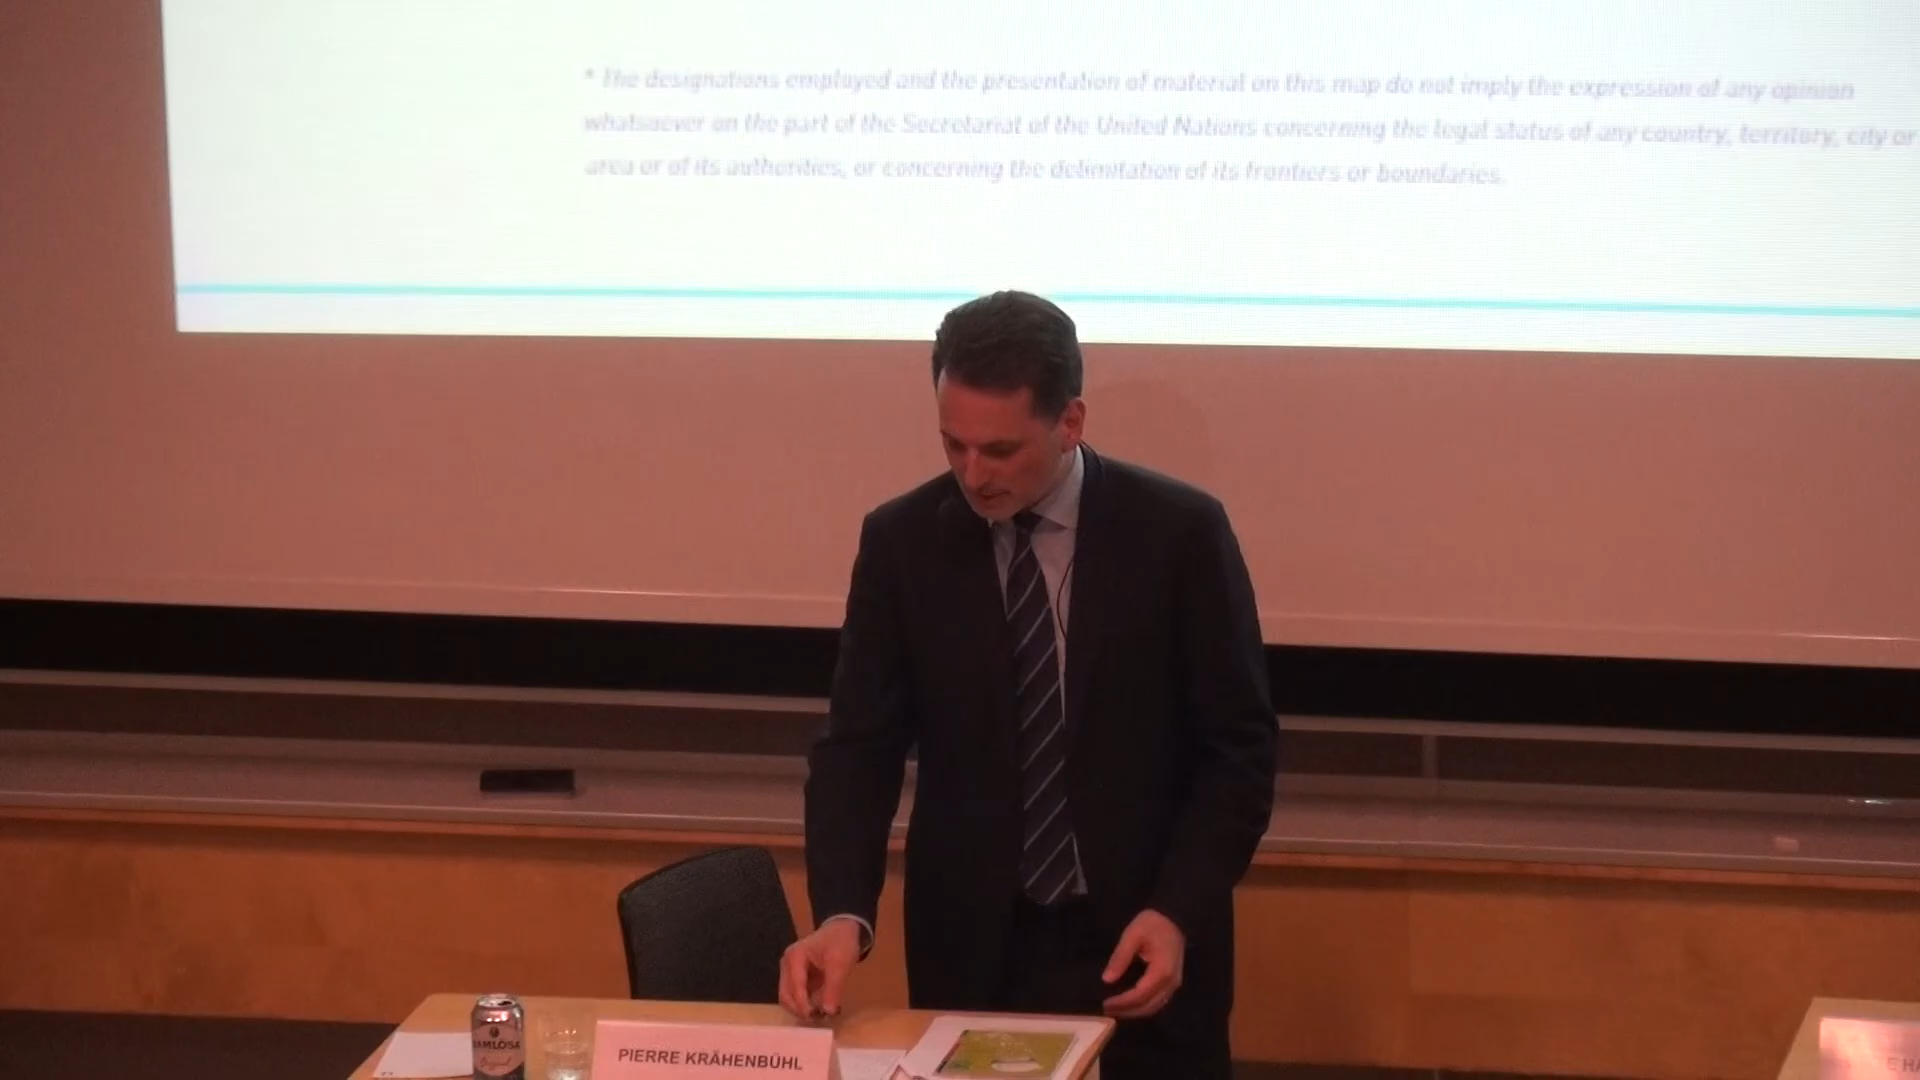 * The designations employed and the presentation of material on this map do not imply the expression of any opinion
whatsoever on the part of the Secretariat of the United Nations concerning the legal status of any country, territory, city or
area or of its authorities, or concerning the delimitation of its frontiers or boundaries.
RAMLÖSA
Original
PIERRE KRÄHENBÜHL